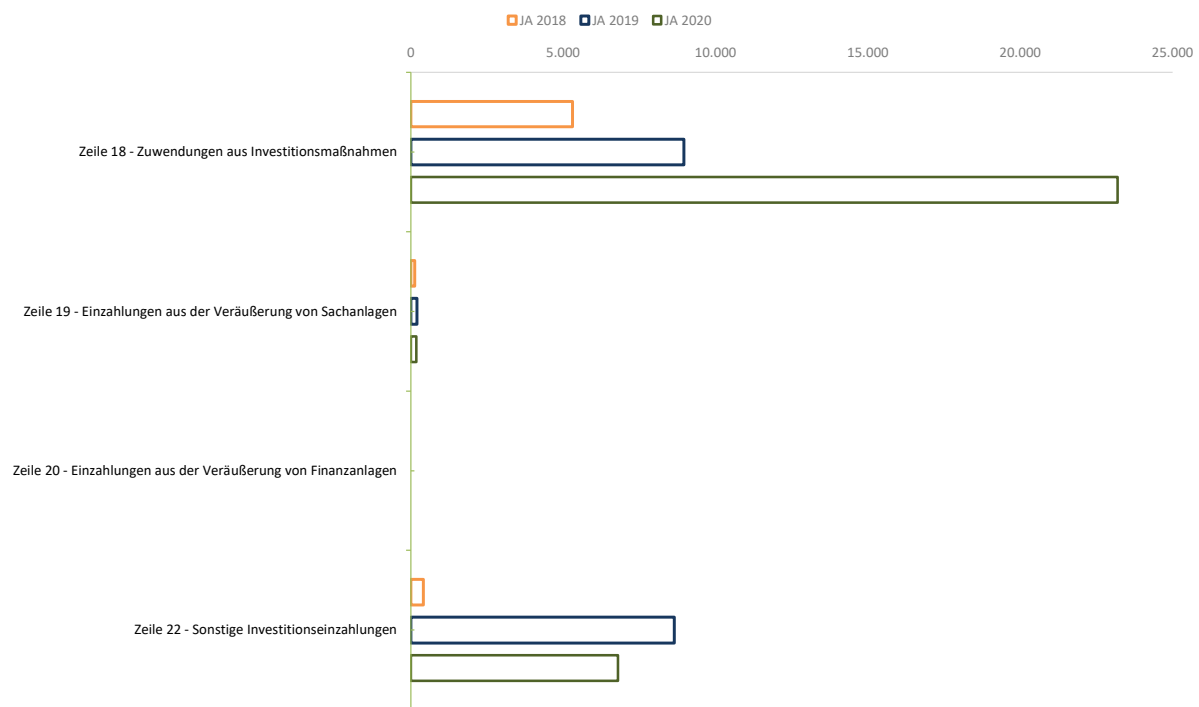 JA 2018 JA 2019 JA 2020
0 5.000 10.000 15.000 20.000 25.000
Zeile 18 - Zuwendungen aus Investitionsmaßnahmen
Zeile 19 - Einzahlungen aus der Veräußerung von Sachanlagen
Zeile 20 - Einzahlungen aus der Veräußerung von Finanzanlagen
Zeile 22 - Sonstige Investitionseinzahlungen